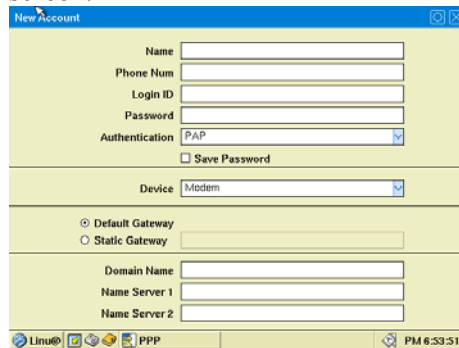 New Account
Name
Phone Num
Login ID
Password
Authentication PAP
Save Password
Device Modem
Default Gateway
Static Gateway
Domain Name
Name Server 1
Name Server 2
Linu@ PPP PM 6:53:51